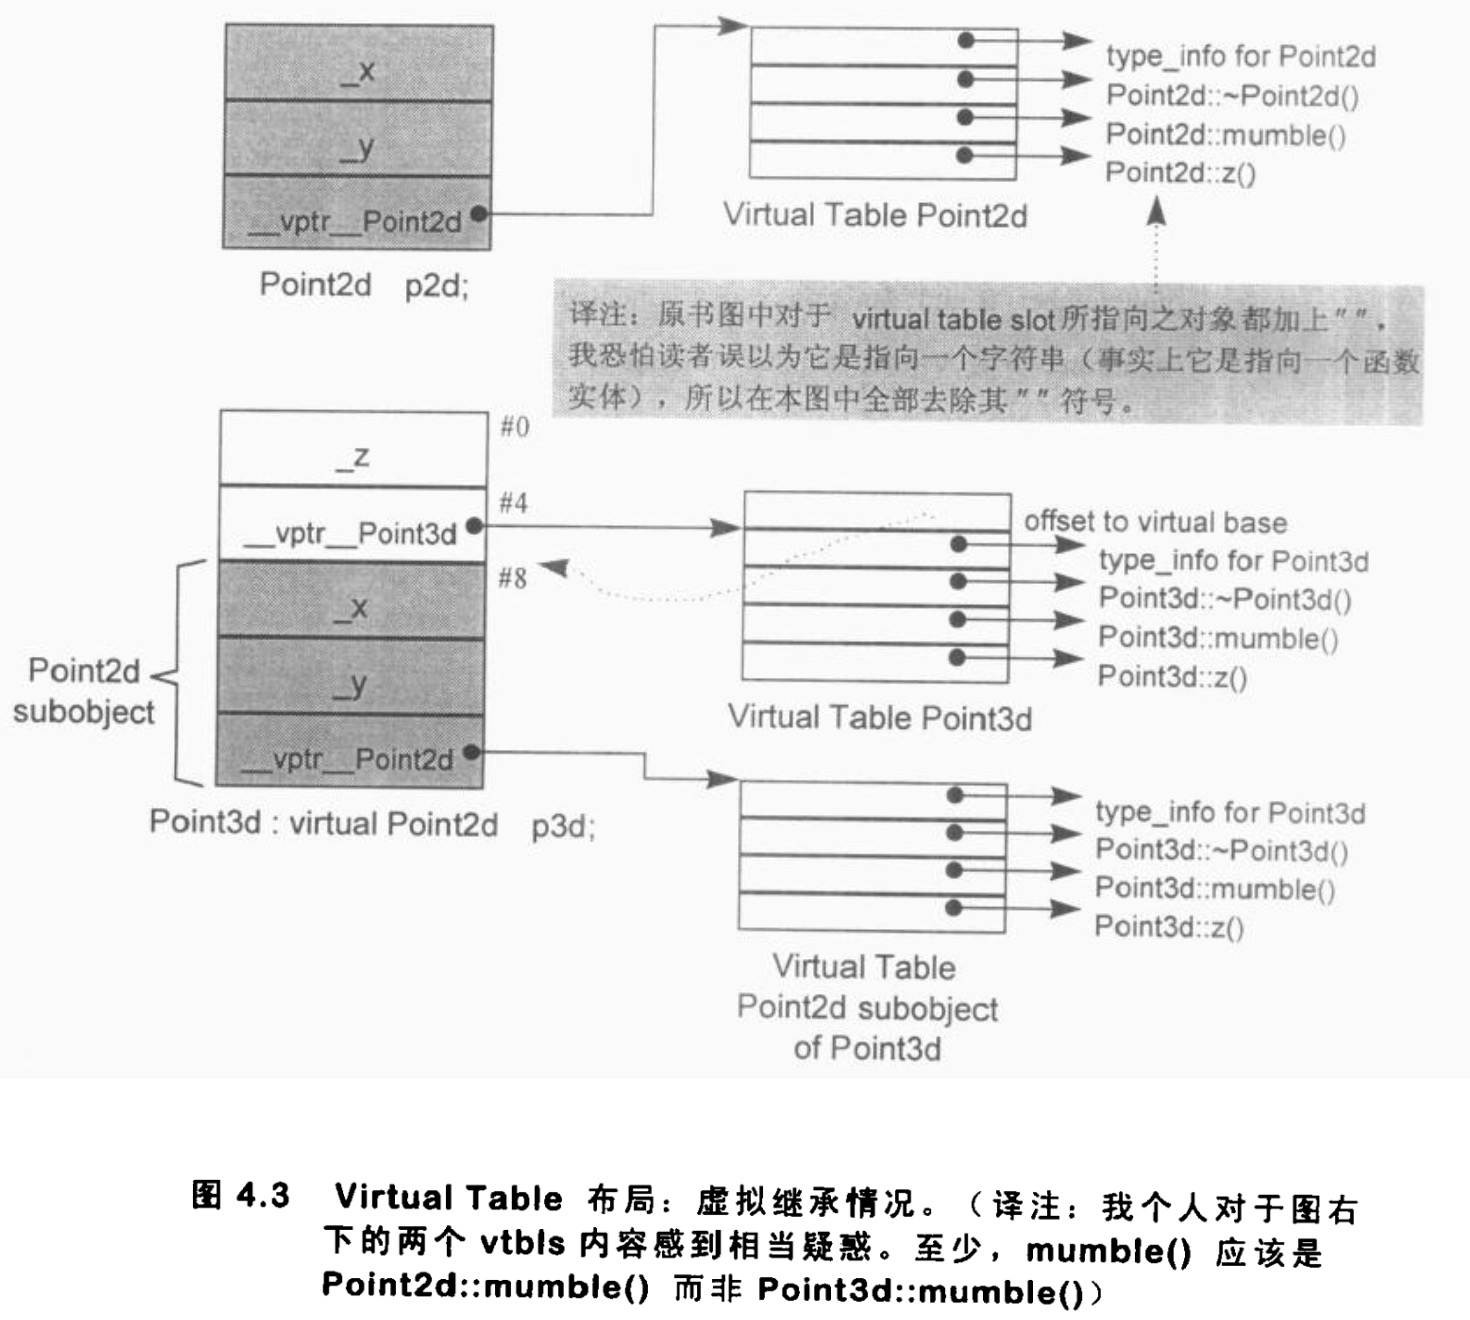 _x
_y
__vptr__Point2d
Point2d p2d;
type_info for Point2d
Point2d::~Point2d()
Point2d::mumble()
Point2d::z()
Virtual Table Point2d
译注：原书图中对于 virtual table slot所指向之对象都加上""，
我恐怕读者误以为它是指向一个字符串（事实上它是指向一个函数
实体），所以在本图中全部去除其""符号。
_z
__vptr__Point3d
_x
_y
__vptr__Point2d
#0
#4
#8
Point2d
subobject
Point3d : virtual Point2d p3d;
offset to virtual base
type_info for Point3d
Point3d::~Point3d()
Point3d::mumble()
Point3d::z()
Virtual Table Point3d
type_info for Point3d
Point3d::~Point3d()
Point3d::mumble()
Point3d::z()
Virtual Table
Point2d subobject
of Point3d
图 4.3 Virtual Table 布局：虚拟继承情况。（译注：我个人对于图右
下的两个 vtbls 内容感到相当疑惑。至少，mumble() 应该是
Point2d::mumble() 而非 Point3d::mumble()）